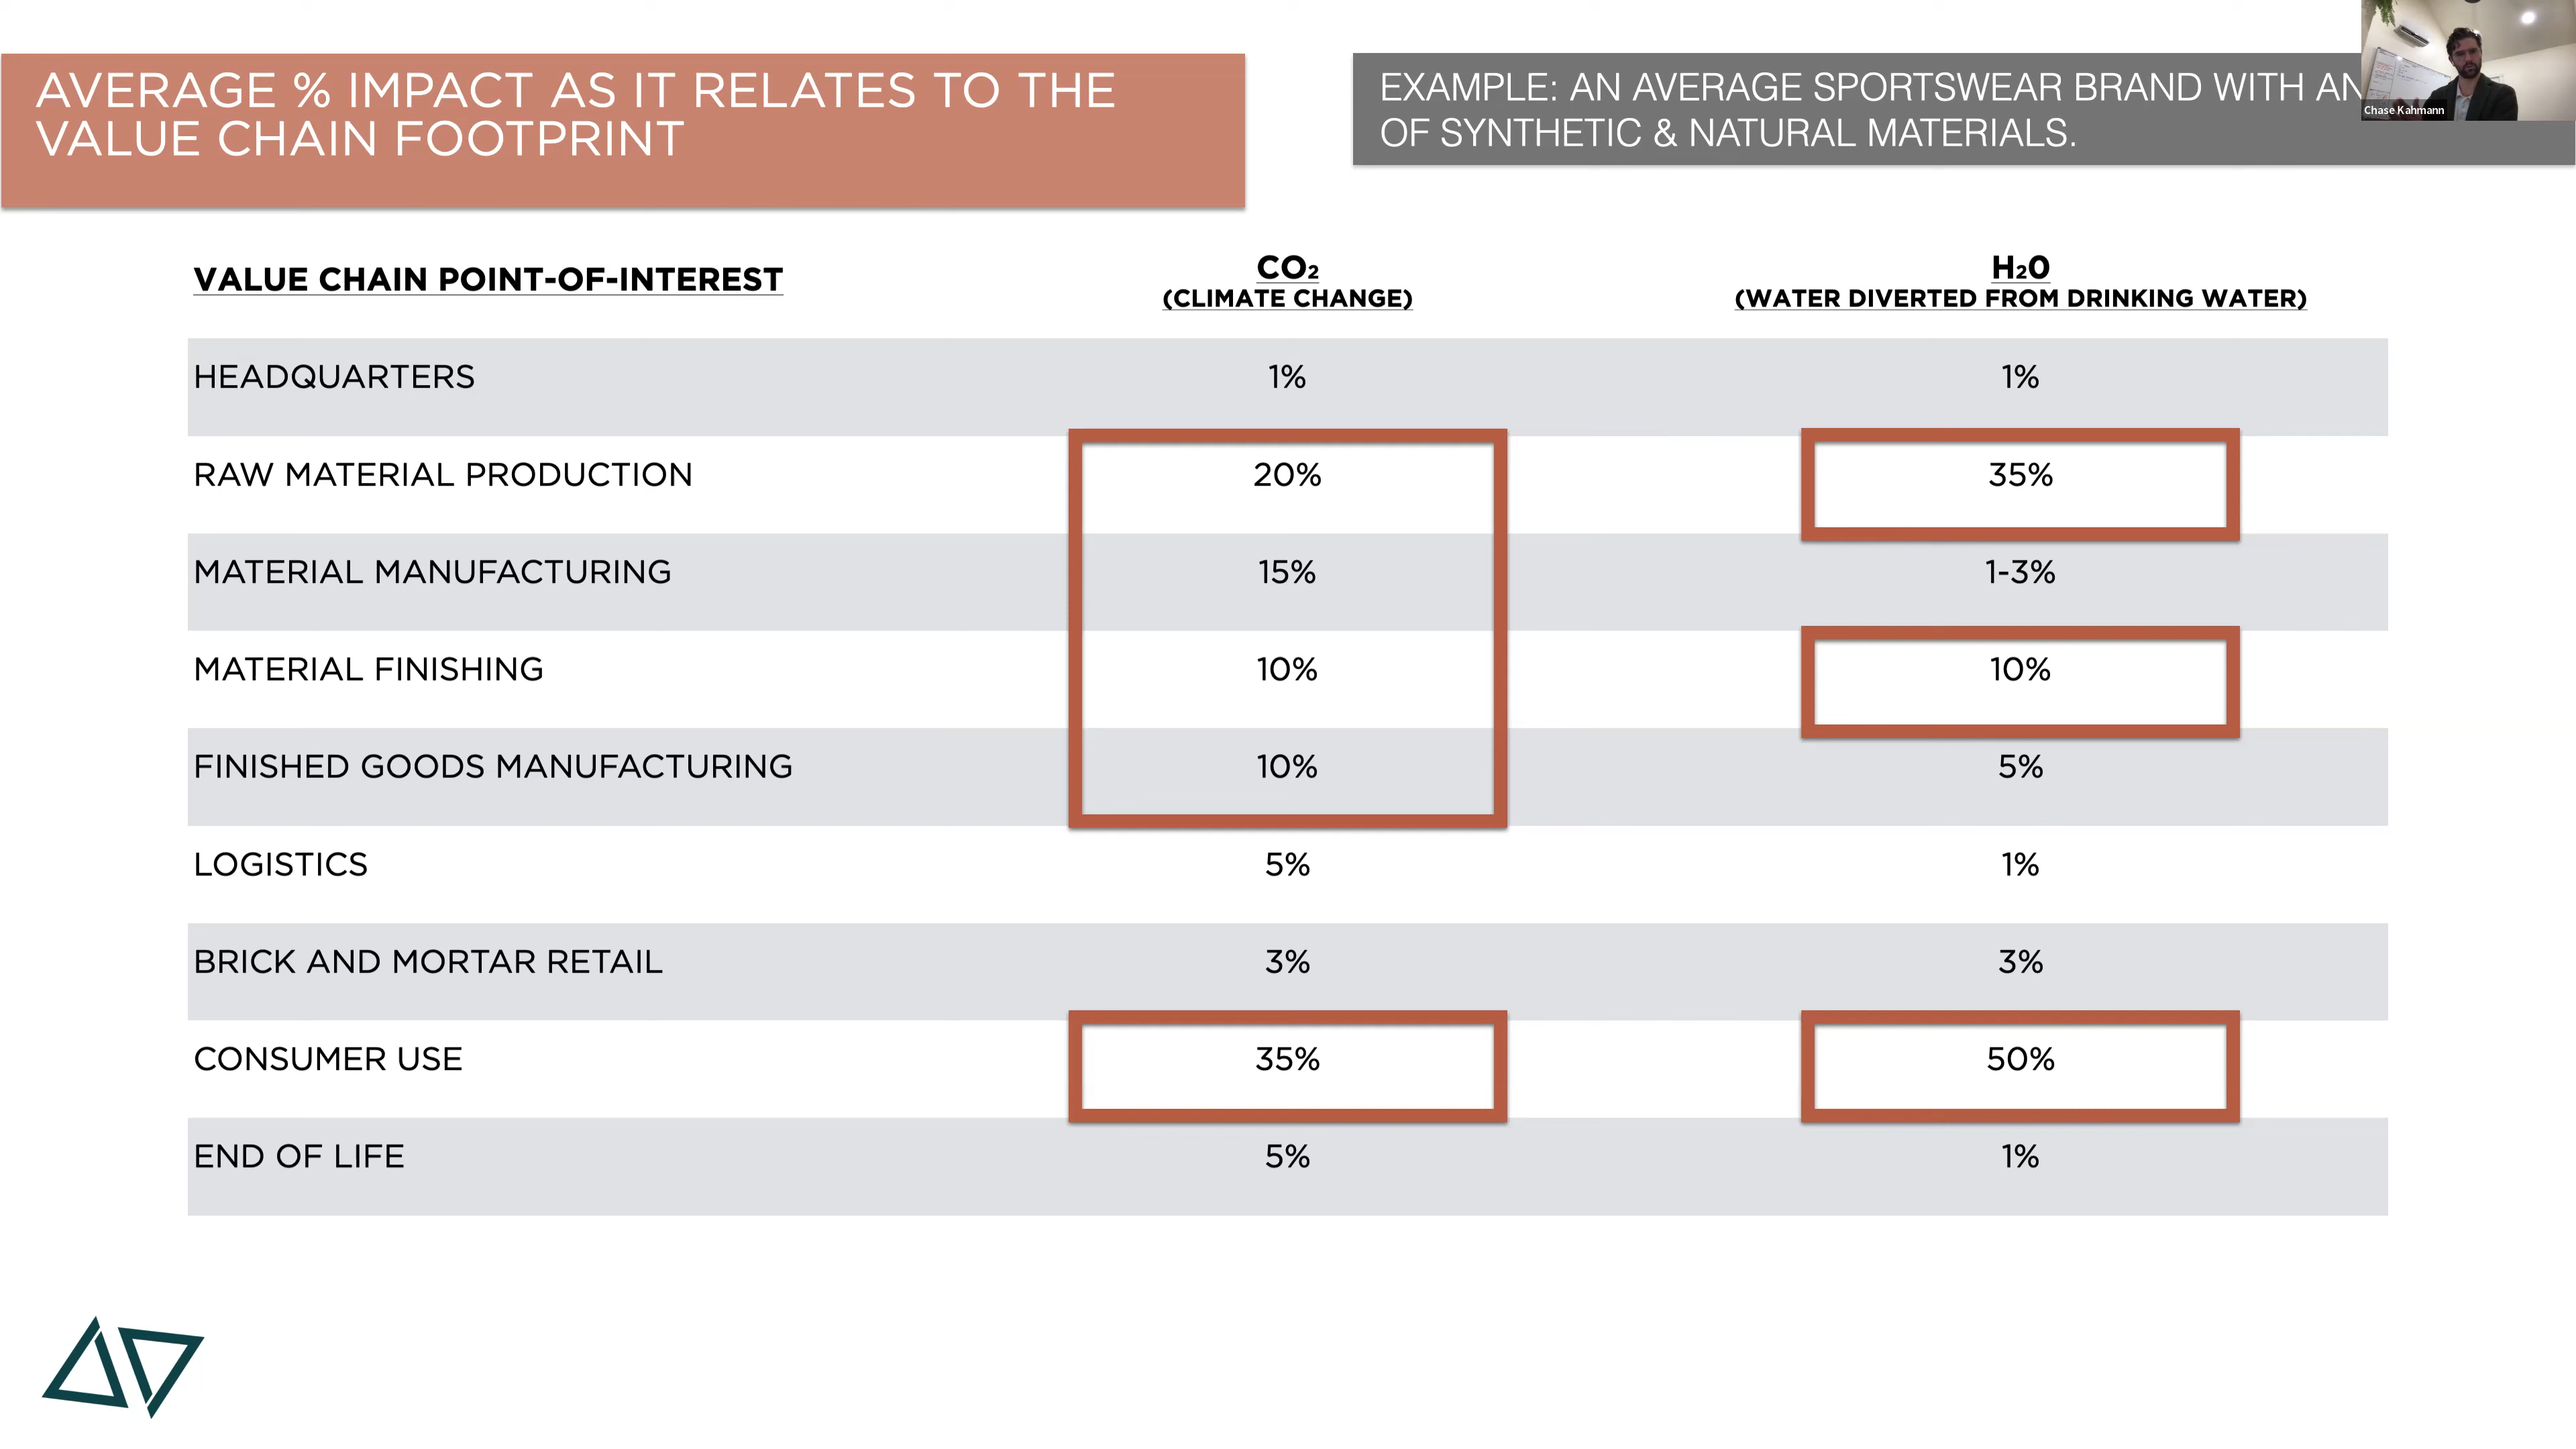 AVERAGE % IMPACT AS IT RELATES TO THE
VALUE CHAIN FOOTPRINT
EXAMPLE: AN AVERAGE SPORTSWEAR BRAND WITH AN
OF SYNTHETIC & NATURAL MATERIALS.
Chase Kahmann
VALUE CHAIN POINT-OF-INTEREST
CO₂
(CLIMATE CHANGE)
H₂0
(WATER DIVERTED FROM DRINKING WATER)
HEADQUARTERS 1% 1%
RAW MATERIAL PRODUCTION 20% 35%
MATERIAL MANUFACTURING 15% 1-3%
MATERIAL FINISHING 10% 10%
FINISHED GOODS MANUFACTURING 10% 5%
LOGISTICS 5% 1%
BRICK AND MORTAR RETAIL 3% 3%
CONSUMER USE 35% 50%
END OF LIFE 5% 1%